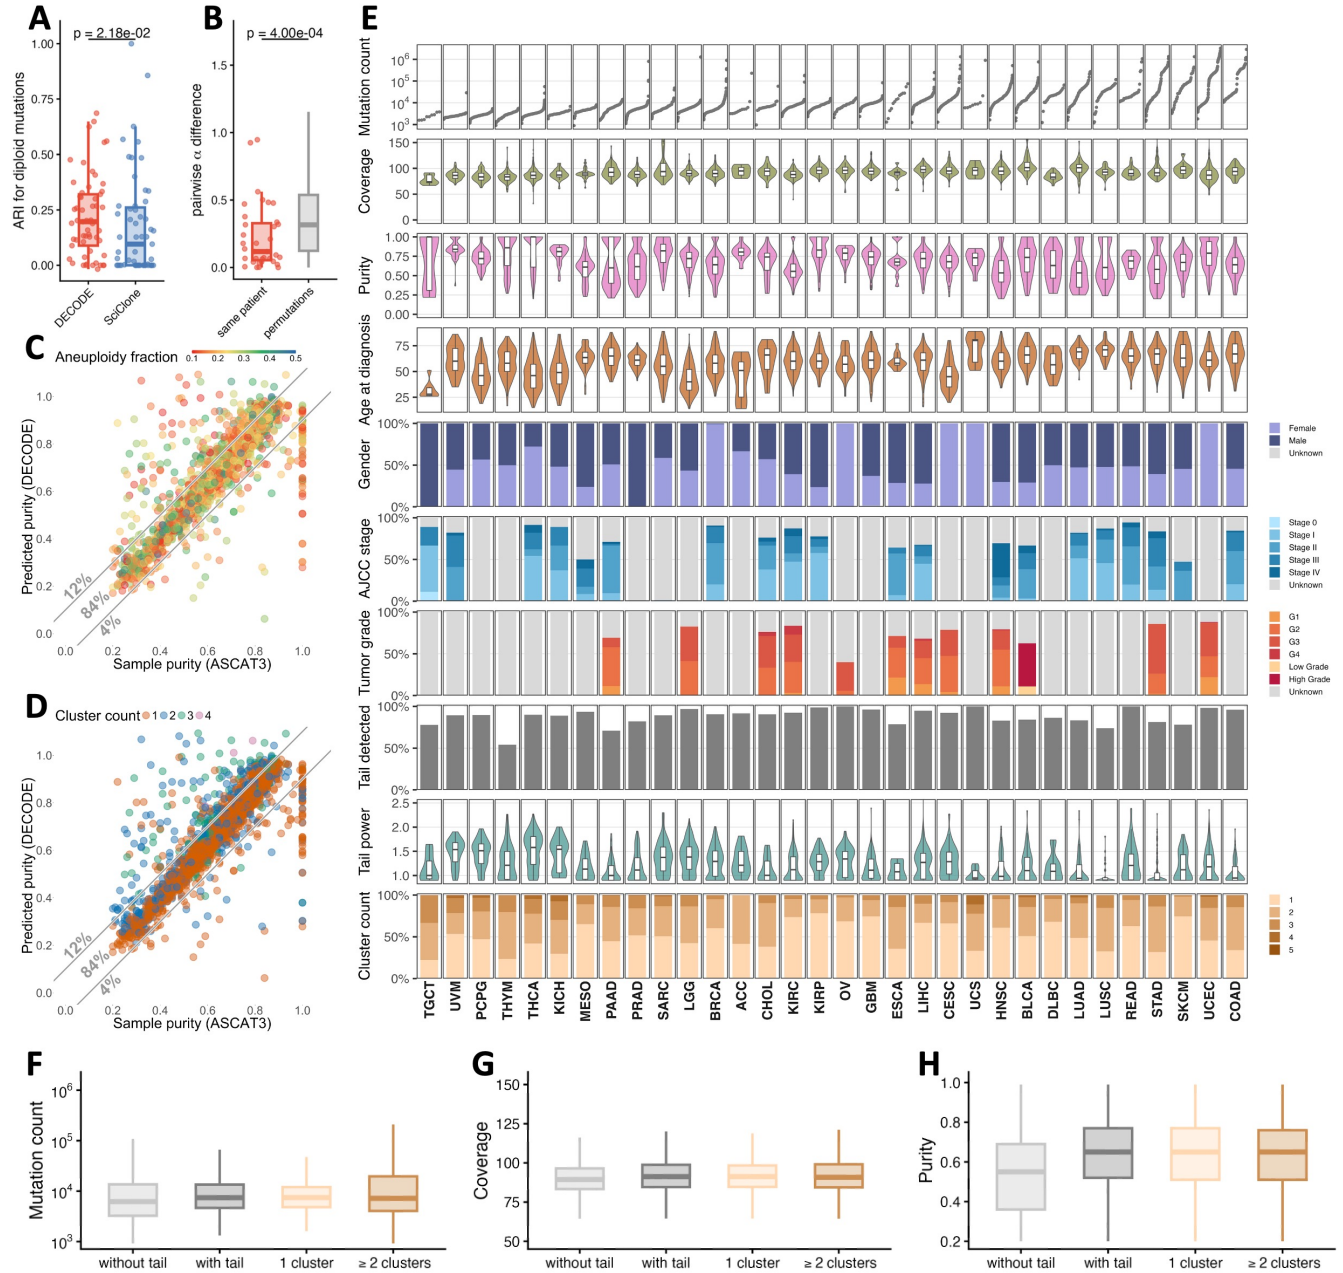 A
p = 2.18e-02
ARI for diploid mutations
1.00
0.75
0.50
0.25
0.00
DECODE
SciClone
B
p = 4.00e-04
pairwise α difference
1.5
1.0
0.5
0.0
same patient
permutations
C
Aneuploidy fraction
0.1 0.2 0.3 0.4 0.5
Predicted purity (DECODE)
1.0
0.8
0.6
0.4
0.2
0.0
12%
84%
4%
0.0 0.2 0.4 0.6 0.8 1.0
Sample purity (ASCAT3)
D
Cluster count 1 2 3 4
Predicted purity (DECODE)
1.0
0.8
0.6
0.4
0.2
0.0
12%
84%
4%
0.0 0.2 0.4 0.6 0.8 1.0
Sample purity (ASCAT3)
E
Mutation count
10⁶
10⁵
10⁴
10³
Coverage
150
100
50
0
Purity
1.00
0.75
0.50
0.25
0.00
Age at diagnosis
75
50
25
Gender
100%
50%
0%
Female
Male
Unknown
AJCC stage
100%
50%
0%
Stage 0
Stage I
Stage II
Stage III
Stage IV
Unknown
Tumor grade
100%
50%
0%
G1
G2
G3
G4
Low Grade
High Grade
Unknown
Tail detected
100%
50%
0%
Tail power
2.5
2.0
1.5
1.0
Cluster count
100%
50%
0%
1
2
3
4
5
TGCT UVM PCPG THYM THCA KICH MESO PAAD PRAD SARC LGG BRCA ACC CHOL KIRC KIRP OV GBM ESCA LIHC CESC UCS HNSC BLCA DLBC LUAD LUSC READ STAD SKCM UCEC COAD
F
Mutation count
10⁶
10⁵
10⁴
10³
without tail with tail 1 cluster ≥ 2 clusters
G
Coverage
150
125
100
75
50
without tail with tail 1 cluster ≥ 2 clusters
H
Purity
1.0
0.8
0.6
0.4
0.2
without tail with tail 1 cluster ≥ 2 clusters